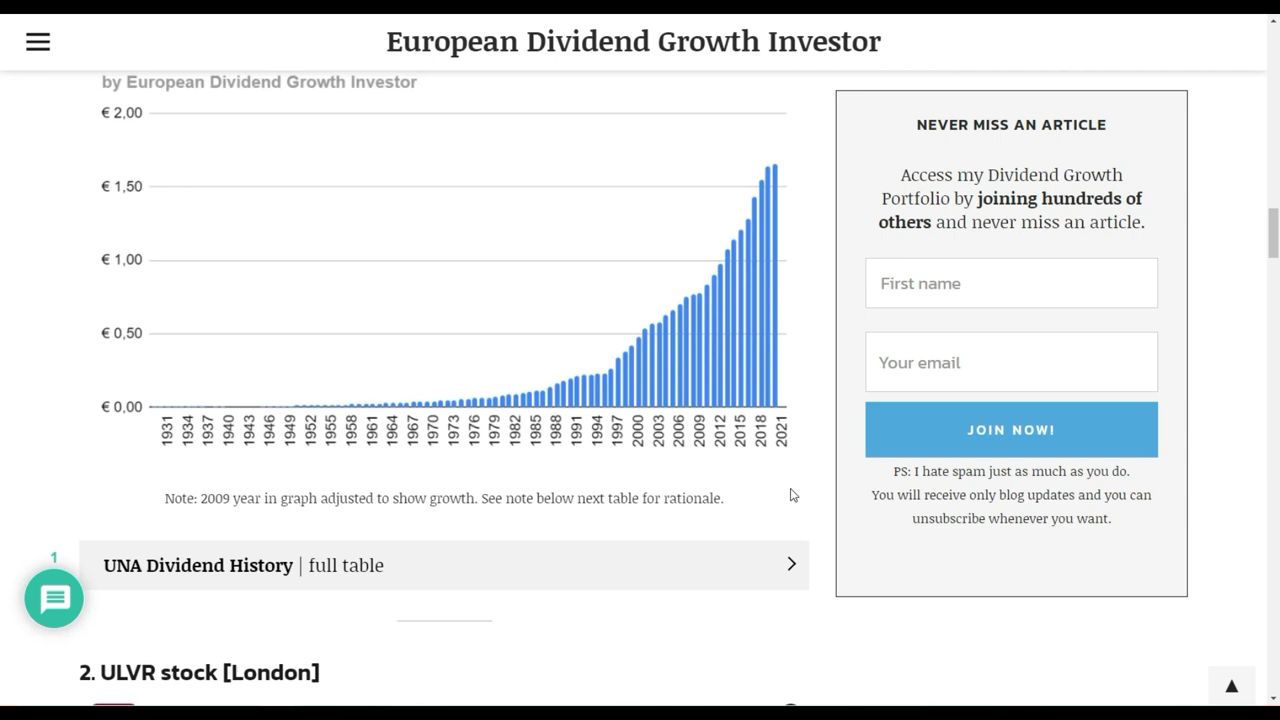 European Dividend Growth Investor
by European Dividend Growth Investor
€ 2,00
€ 1,50
€ 1,00
€ 0,50
€ 0,00
1931 1934 1937 1940 1943 1946 1949 1952 1955 1958 1961 1964 1967 1970 1973 1976 1979 1982 1985 1988 1991 1994 1997 2000 2003 2006 2009 2012 2015 2018 2021
Note: 2009 year in graph adjusted to show growth. See note below next table for rationale.
UNA Dividend History | full table
1
2. ULVR stock [London]
NEVER MISS AN ARTICLE
Access my Dividend Growth
Portfolio by joining hundreds of
others and never miss an article.
First name
Your email
JOIN NOW!
PS: I hate spam just as much as you do.
You will receive only blog updates and you can
unsubscribe whenever you want.